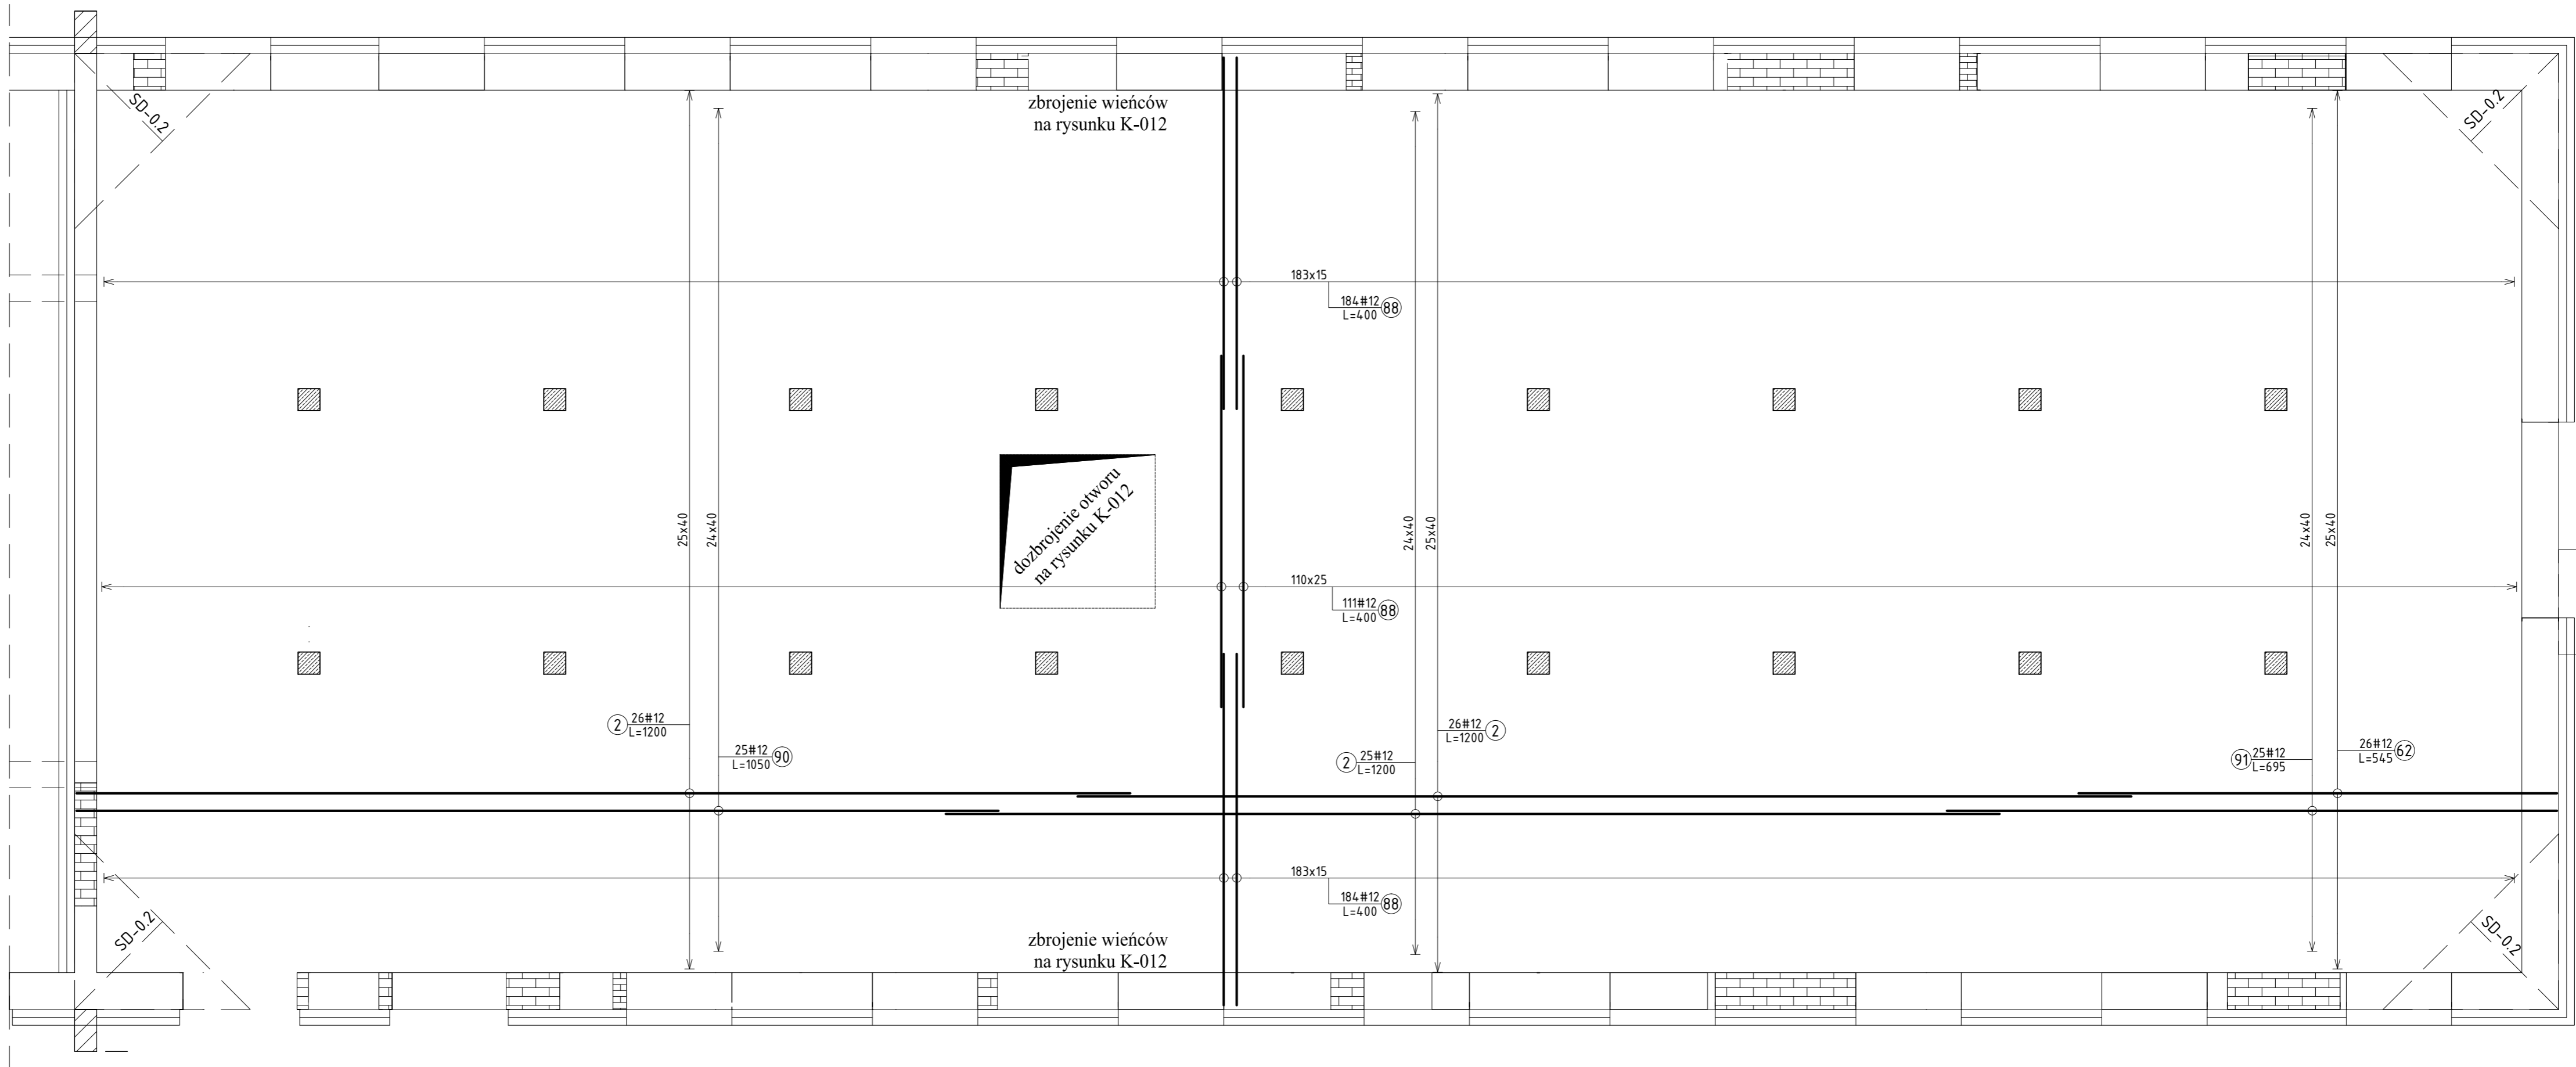 SD-0.2
zbrojenie wieńców
na rysunku K-012
SD-0.2
183x15
184#12 88
L=400
25x40
24x40
dozbrojenie otworu
na rysunku K-012
24x40
25x40
24x40
25x40
110x25
111#12 88
L=400
2 26#12
L=1200
25#12 90
L=1050
26#12 2
L=1200
2 25#12
L=1200
91 25#12
L=695
26#12 62
L=545
183x15
184#12 88
L=400
SD-0.2
zbrojenie wieńców
na rysunku K-012
SD-0.2